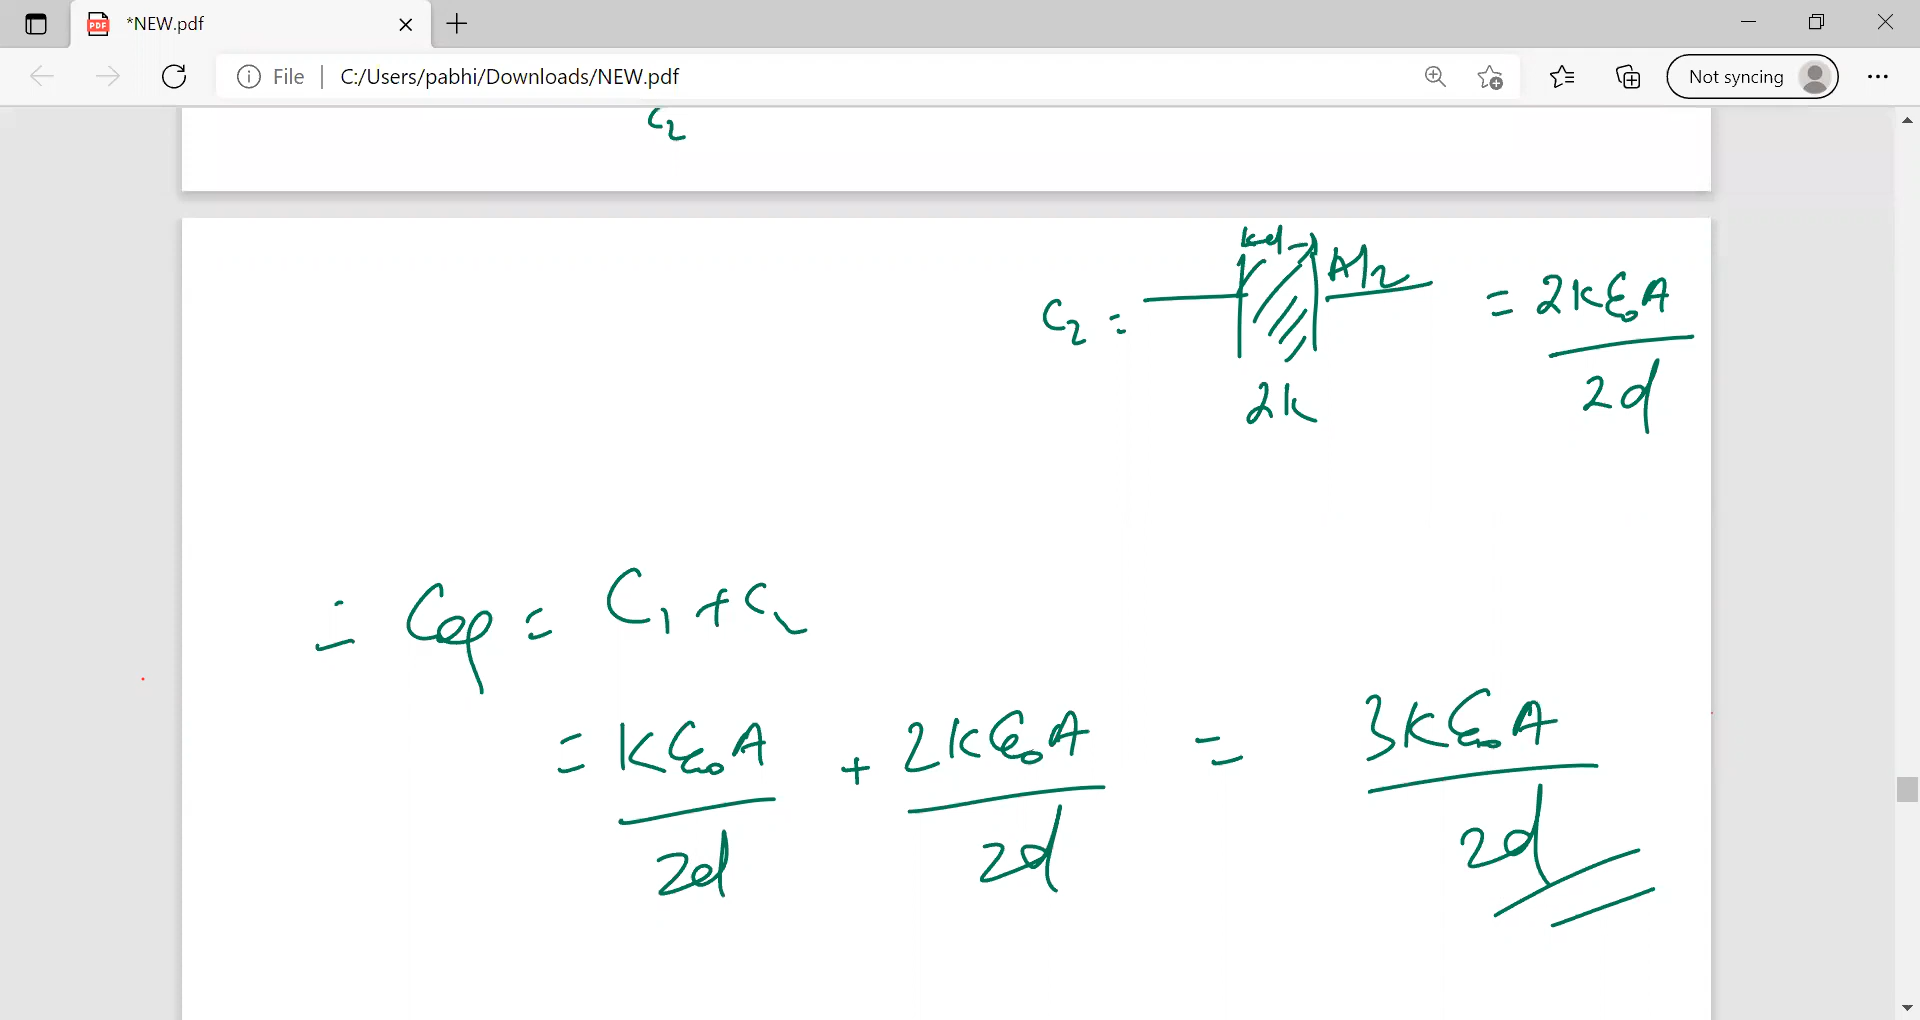 *NEW.pdf
File | C:/Users/pabhi/Downloads/NEW.pdf
Not syncing
C₂
d
A/2
C₂ = = 2kε₀A / 2d
2k
= Ceq = C₁ + C₂
= kε₀A / 2d + 2kε₀A / 2d = 3kε₀A / 2d